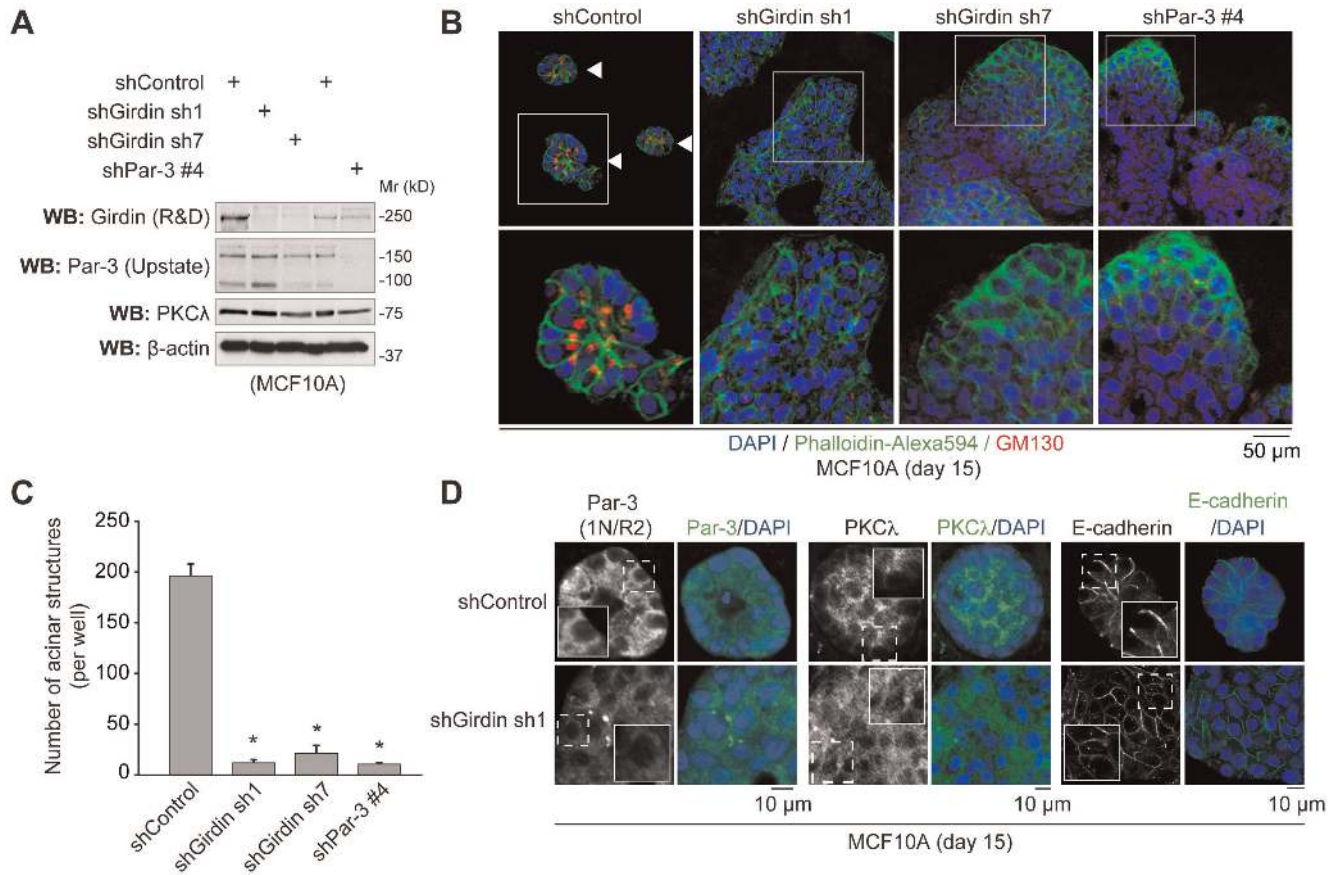 A
shControl + +
shGirdin sh1 +
shGirdin sh7 +
shPar-3 #4 +
Mr (kD)
WB: Girdin (R&D) -250
WB: Par-3 (Upstate) -150
-100
WB: PKCλ -75
WB: β-actin -37
(MCF10A)
B
shControl shGirdin sh1 shGirdin sh7 shPar-3 #4
DAPI / Phalloidin-Alexa594 / GM130
50 μm
MCF10A (day 15)
C
Number of acinar structures
(per well)
250
200
150
100
50
0
* * *
shControl
shGirdin sh1
shGirdin sh7
shPar-3 #4
D
Par-3
(1N/R2) Par-3/DAPI PKCλ PKCλ/DAPI E-cadherin E-cadherin
/DAPI
shControl
shGirdin sh1
10 μm 10 μm 10 μm
MCF10A (day 15)